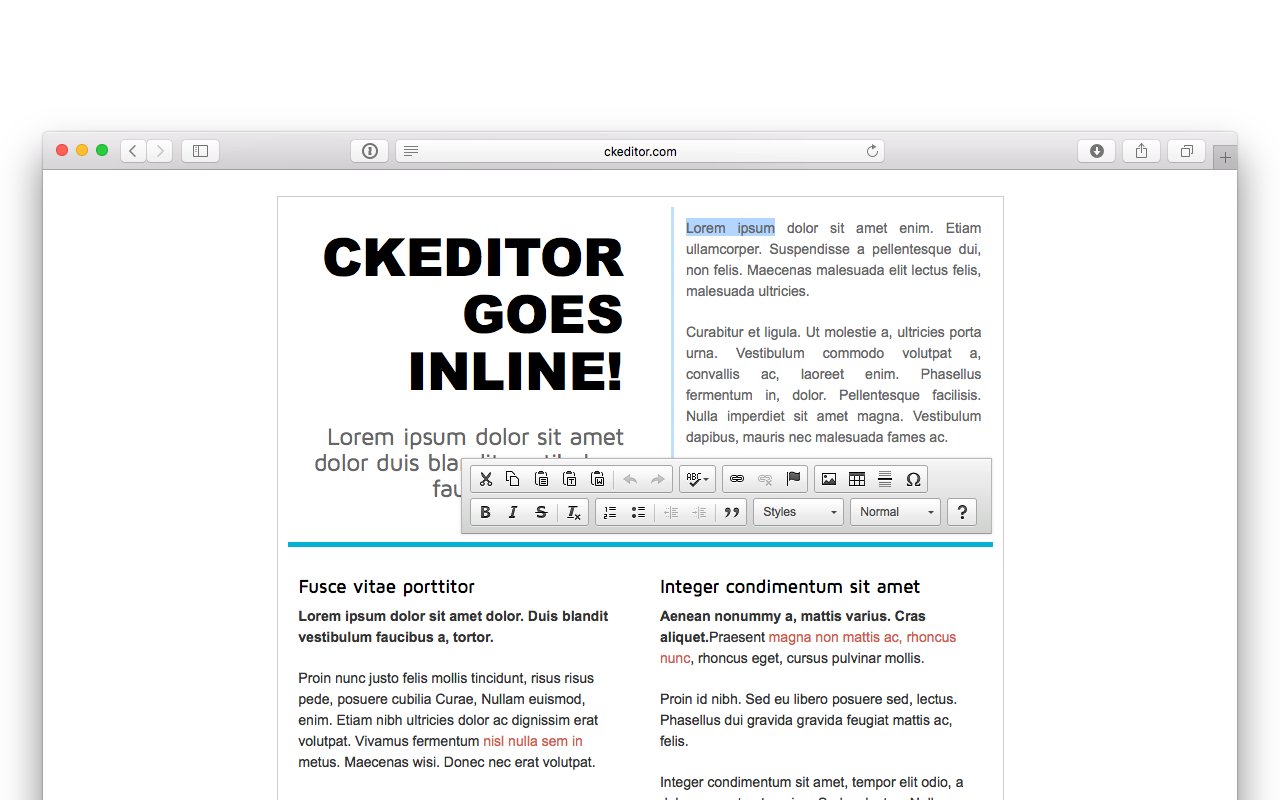 ckeditor.com
CKEDITOR
GOES
INLINE!
Lorem ipsum dolor sit amet
dolor duis
Lorem ipsum dolor sit amet enim. Etiam
ullamcorper. Suspendisse a pellentesque dui,
non felis. Maecenas malesuada elit lectus felis,
malesuada ultricies.
Curabitur et ligula. Ut molestie a, ultricies porta
urna. Vestibulum commodo volutpat a,
convallis ac, laoreet enim. Phasellus
fermentum in, dolor. Pellentesque facilisis.
Nulla imperdiet sit amet magna. Vestibulum
dapibus, mauris nec malesuada fames ac.
ABC Ω
B I S Tx Styles Normal ?
Fusce vitae porttitor
Lorem ipsum dolor sit amet dolor. Duis blandit
vestibulum faucibus a, tortor.
Proin nunc justo felis mollis tincidunt, risus risus
pede, posuere cubilia Curae, Nullam euismod,
enim. Etiam nibh ultricies dolor ac dignissim erat
volutpat. Vivamus fermentum nisl nulla sem in
metus. Maecenas wisi. Donec nec erat volutpat.
Integer condimentum sit amet
Aenean nonummy a, mattis varius. Cras
aliquet.Praesent magna non mattis ac, rhoncus
nunc, rhoncus eget, cursus pulvinar mollis.
Proin id nibh. Sed eu libero posuere sed, lectus.
Phasellus dui gravida gravida feugiat mattis ac,
felis.
Integer condimentum sit amet, tempor elit odio, a